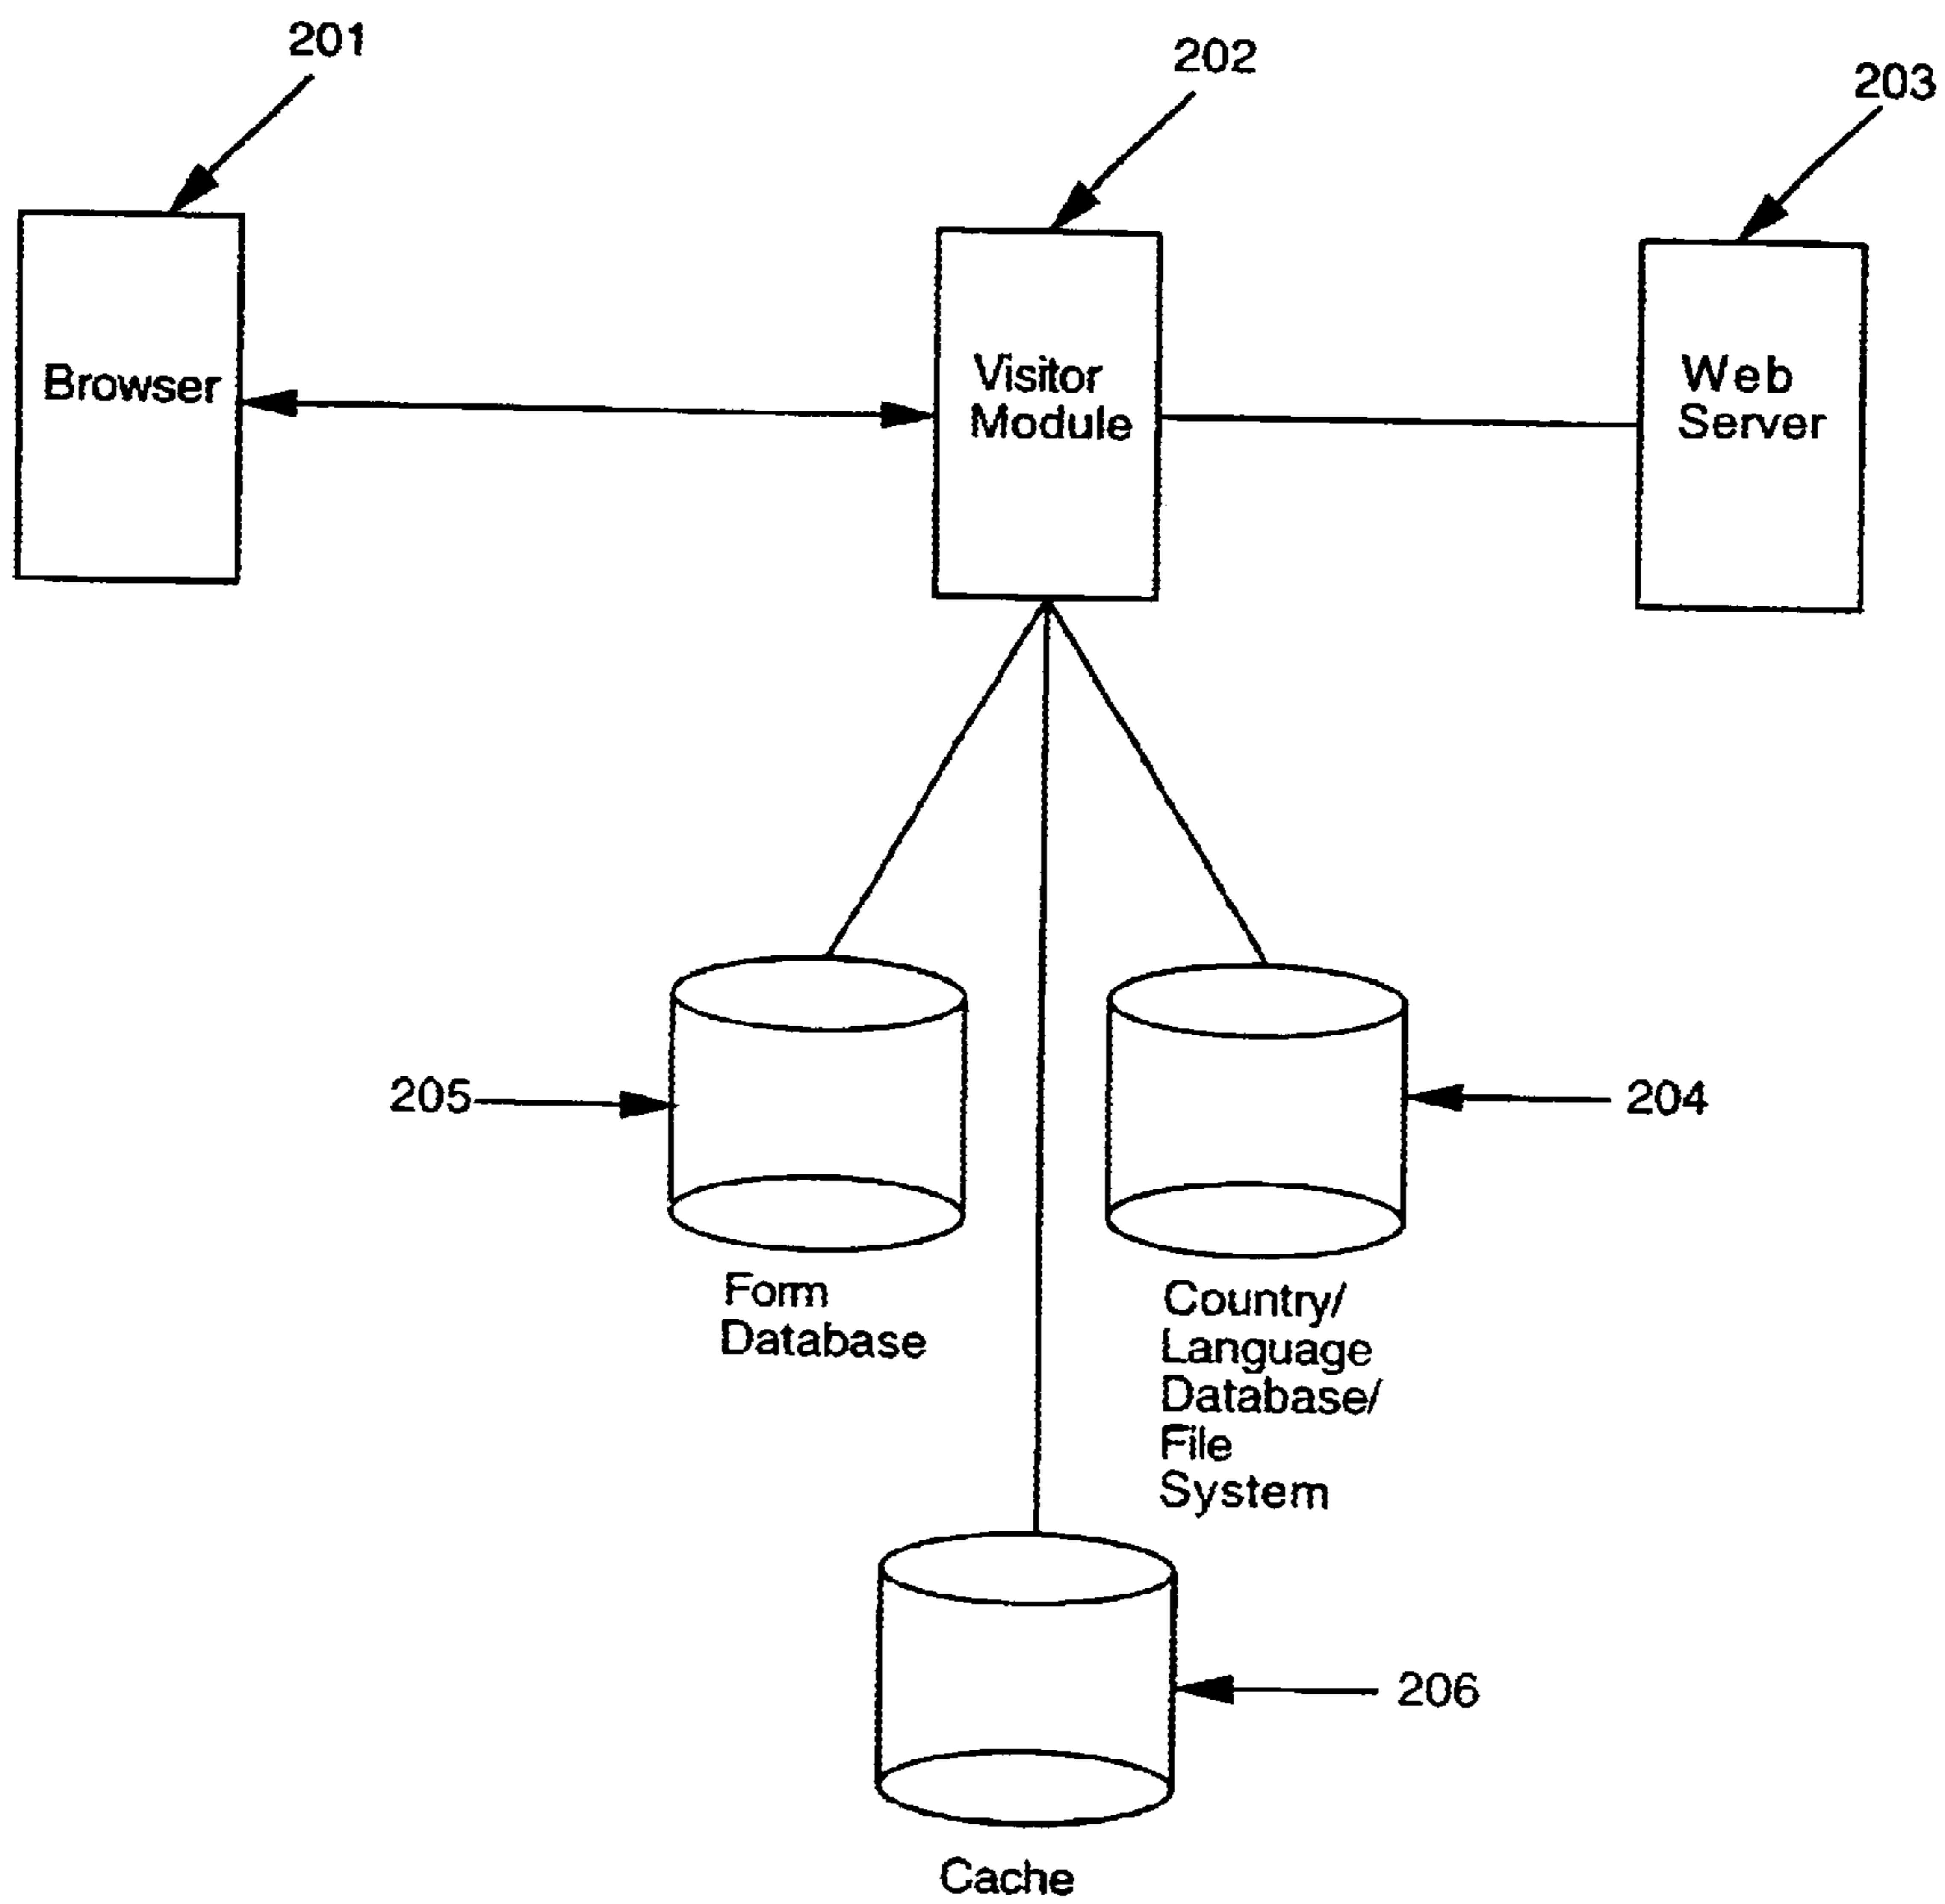 201
202
203
Browser
Visitor
Module
Web
Server
205
204
Form
Database
Country/
Language
Database/
File
System
206
Cache